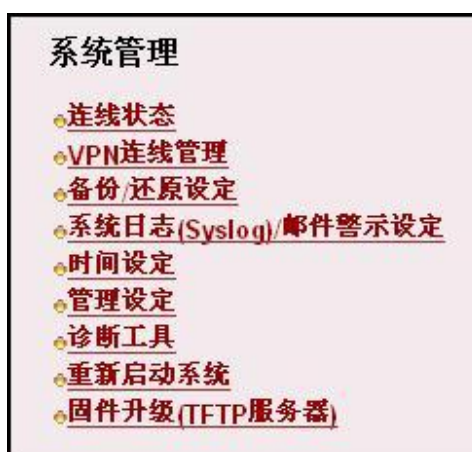 系统管理
连线状态
VPN连线管理
备份/还原设定
系统日志(Syslog)/邮件警示设定
时间设定
管理设定
诊断工具
重新启动系统
固件升级(TFTP服务器)